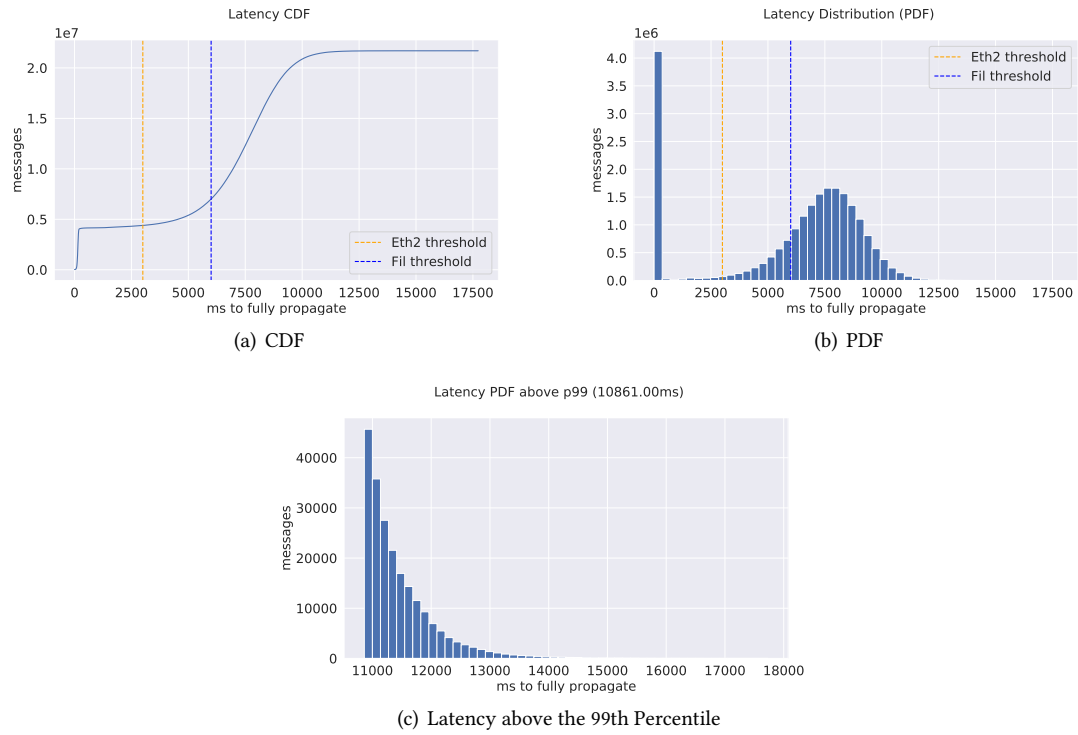 Latency CDF
1e7
2.0
1.5
1.0
0.5
0.0
messages
Eth2 threshold
Fil threshold
0 2500 5000 7500 10000 12500 15000 17500
ms to fully propagate
(a) CDF
Latency Distribution (PDF)
1e6
4.0
3.5
3.0
2.5
2.0
1.5
1.0
0.5
0.0
messages
Eth2 threshold
Fil threshold
0 2500 5000 7500 10000 12500 15000 17500
ms to fully propagate
(b) PDF
Latency PDF above p99 (10861.00ms)
40000
30000
20000
10000
0
messages
11000 12000 13000 14000 15000 16000 17000 18000
ms to fully propagate
(c) Latency above the 99th Percentile